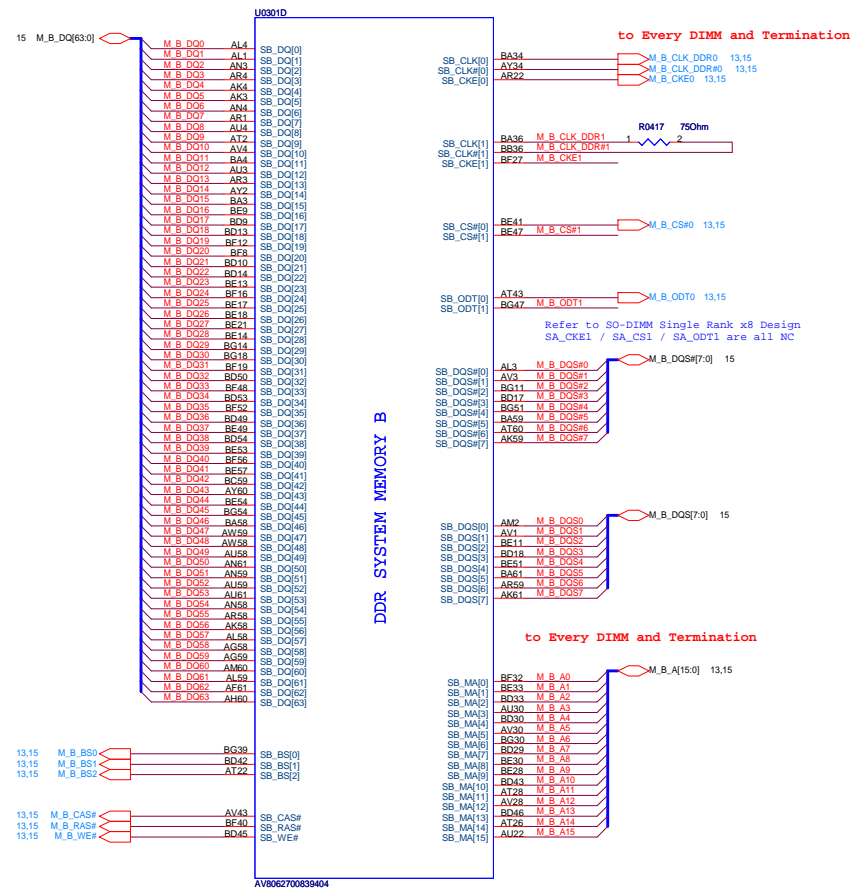 U0301D
15 M_B_DQ[63:0]
to Every DIMM and Termination
M_B_DQ0 AL4 SB_DQ[0]
M_B_DQ1 AL1 SB_DQ[1]
M_B_DQ2 AN3 SB_DQ[2]
M_B_DQ3 AR4 SB_DQ[3]
M_B_DQ4 AK4 SB_DQ[4]
M_B_DQ5 AK3 SB_DQ[5]
M_B_DQ6 AN4 SB_DQ[6]
M_B_DQ7 AR1 SB_DQ[7]
M_B_DQ8 AU4 SB_DQ[8]
M_B_DQ9 AT2 SB_DQ[9]
M_B_DQ10 AV4 SB_DQ[10]
M_B_DQ11 BA4 SB_DQ[11]
M_B_DQ12 AU3 SB_DQ[12]
M_B_DQ13 AR3 SB_DQ[13]
M_B_DQ14 AY2 SB_DQ[14]
M_B_DQ15 BA3 SB_DQ[15]
M_B_DQ16 BE9 SB_DQ[16]
M_B_DQ17 BD9 SB_DQ[17]
M_B_DQ18 BD13 SB_DQ[18]
M_B_DQ19 BF12 SB_DQ[19]
M_B_DQ20 BF8 SB_DQ[20]
M_B_DQ21 BD10 SB_DQ[21]
M_B_DQ22 BD14 SB_DQ[22]
M_B_DQ23 BE13 SB_DQ[23]
M_B_DQ24 BF16 SB_DQ[24]
M_B_DQ25 BE17 SB_DQ[25]
M_B_DQ26 BE18 SB_DQ[26]
M_B_DQ27 BE21 SB_DQ[27]
M_B_DQ28 BE14 SB_DQ[28]
M_B_DQ29 BG14 SB_DQ[29]
M_B_DQ30 BG18 SB_DQ[30]
M_B_DQ31 BF19 SB_DQ[31]
M_B_DQ32 BD50 SB_DQ[32]
M_B_DQ33 BF48 SB_DQ[33]
M_B_DQ34 BD53 SB_DQ[34]
M_B_DQ35 BF52 SB_DQ[35]
M_B_DQ36 BD49 SB_DQ[36]
M_B_DQ37 BE49 SB_DQ[37]
M_B_DQ38 BD54 SB_DQ[38]
M_B_DQ39 BE53 SB_DQ[39]
M_B_DQ40 BF56 SB_DQ[40]
M_B_DQ41 BE57 SB_DQ[41]
M_B_DQ42 BC59 SB_DQ[42]
M_B_DQ43 AY60 SB_DQ[43]
M_B_DQ44 BE54 SB_DQ[44]
M_B_DQ45 BG54 SB_DQ[45]
M_B_DQ46 BA58 SB_DQ[46]
M_B_DQ47 AW59 SB_DQ[47]
M_B_DQ48 AW58 SB_DQ[48]
M_B_DQ49 AU58 SB_DQ[49]
M_B_DQ50 AN61 SB_DQ[50]
M_B_DQ51 AN59 SB_DQ[51]
M_B_DQ52 AU59 SB_DQ[52]
M_B_DQ53 AU61 SB_DQ[53]
M_B_DQ54 AN58 SB_DQ[54]
M_B_DQ55 AR58 SB_DQ[55]
M_B_DQ56 AK58 SB_DQ[56]
M_B_DQ57 AL58 SB_DQ[57]
M_B_DQ58 AG58 SB_DQ[58]
M_B_DQ59 AG59 SB_DQ[59]
M_B_DQ60 AM60 SB_DQ[60]
M_B_DQ61 AL59 SB_DQ[61]
M_B_DQ62 AF61 SB_DQ[62]
M_B_DQ63 AH60 SB_DQ[63]
13,15 M_B_BS0 BG39 SB_BS[0]
13,15 M_B_BS1 BD42 SB_BS[1]
13,15 M_B_BS2 AT22 SB_BS[2]
13,15 M_B_CAS# AV43 SB_CAS#
13,15 M_B_RAS# BF40 SB_RAS#
13,15 M_B_WE# BD45 SB_WE#
DDR SYSTEM MEMORY B
SB_CLK[0] BA34 M_B_CLK_DDR0 13,15
SB_CLK#[0] AY34 M_B_CLK_DDR#0 13,15
SB_CKE[0] AR22 M_B_CKE0 13,15
R0417 75Ohm
SB_CLK[1] BA36 M_B_CLK_DDR1 1 2
SB_CLK#[1] BB36 M_B_CLK_DDR#1
SB_CKE[1] BF27 M_B_CKE1
SB_CS#[0] BE41 M_B_CS#0 13,15
SB_CS#[1] BE47 M_B_CS#1
SB_ODT[0] AT43 M_B_ODT0 13,15
SB_ODT[1] BG47 M_B_ODT1
Refer to SO-DIMM Single Rank x8 Design
SA_CKE1 / SA_CS1 / SA_ODT1 are all NC
M_B_DQS#[7:0] 15
SB_DQS#[0] AL3 M_B_DQS#0
SB_DQS#[1] AV3 M_B_DQS#1
SB_DQS#[2] BG11 M_B_DQS#2
SB_DQS#[3] BD17 M_B_DQS#3
SB_DQS#[4] BG51 M_B_DQS#4
SB_DQS#[5] BA59 M_B_DQS#5
SB_DQS#[6] AT60 M_B_DQS#6
SB_DQS#[7] AK59 M_B_DQS#7
M_B_DQS[7:0] 15
SB_DQS[0] AM2 M_B_DQS0
SB_DQS[1] AV1 M_B_DQS1
SB_DQS[2] BE11 M_B_DQS2
SB_DQS[3] BD18 M_B_DQS3
SB_DQS[4] BE51 M_B_DQS4
SB_DQS[5] BA61 M_B_DQS5
SB_DQS[6] AR59 M_B_DQS6
SB_DQS[7] AK61 M_B_DQS7
to Every DIMM and Termination
M_B_A[15:0] 13,15
SB_MA[0] BF32 M_B_A0
SB_MA[1] BE33 M_B_A1
SB_MA[2] BD33 M_B_A2
SB_MA[3] AU30 M_B_A3
SB_MA[4] BD30 M_B_A4
SB_MA[5] AV30 M_B_A5
SB_MA[6] BG30 M_B_A6
SB_MA[7] BD29 M_B_A7
SB_MA[8] BE30 M_B_A8
SB_MA[9] BE28 M_B_A9
SB_MA[10] BD43 M_B_A10
SB_MA[11] AT28 M_B_A11
SB_MA[12] AV28 M_B_A12
SB_MA[13] BD46 M_B_A13
SB_MA[14] AT26 M_B_A14
SB_MA[15] AU22 M_B_A15
AV8062700839404